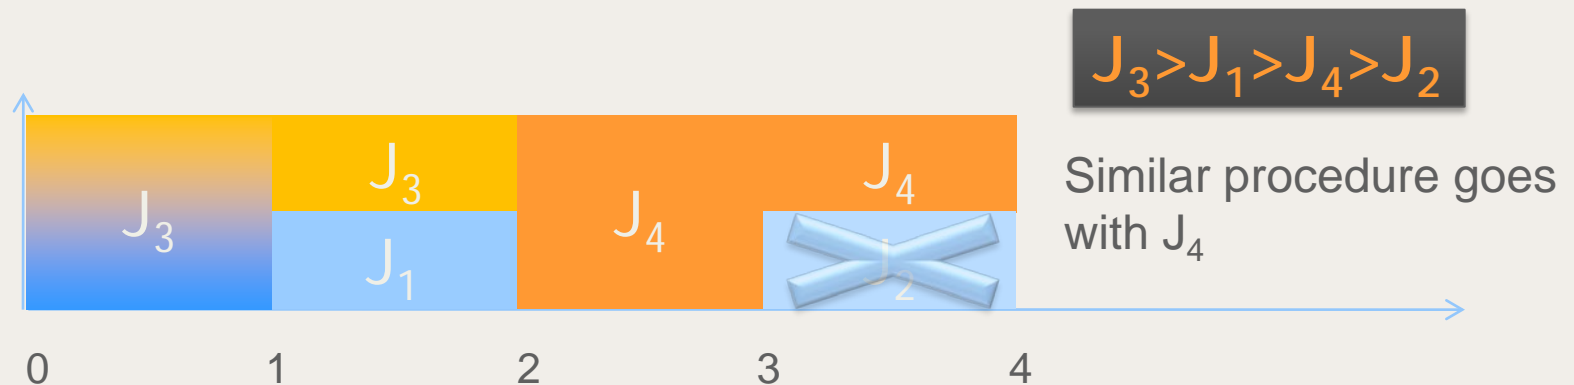 J₃>J₁>J₄>J₂
J₃
J₃
J₁
J₄
J₄
J₂
Similar procedure goes
with J₄
0 1 2 3 4